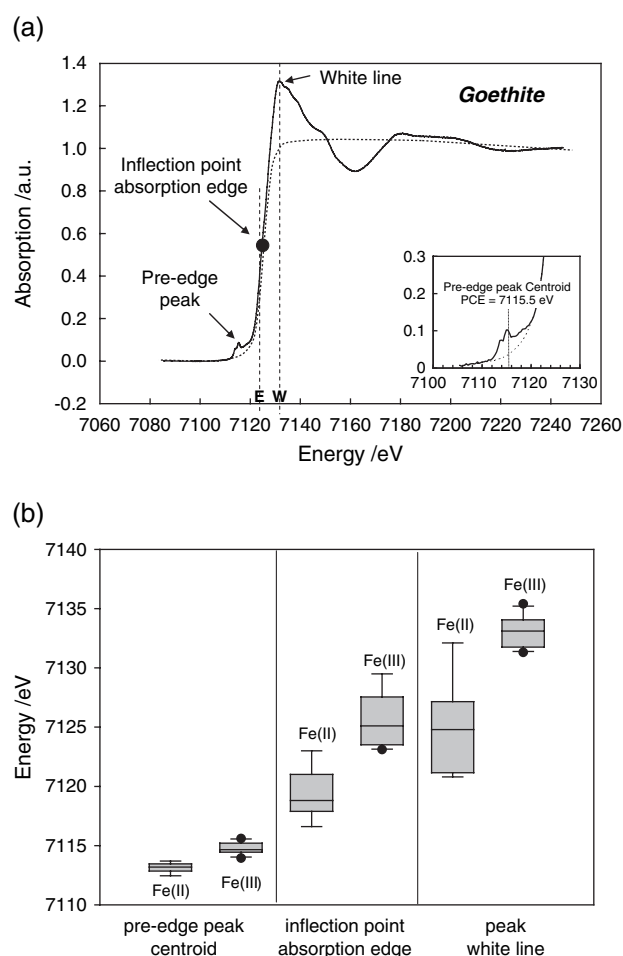 (a)
1.4
1.2
1.0
0.8
0.6
0.4
0.2
0.0
-0.2
Absorption /a.u.
White line
Goethite
Inflection point
absorption edge
Pre-edge
peak
E W
0.3
0.2
0.1
0
Pre-edge peak Centroid
PCE = 7115.5 eV
7100 7110 7120 7130
7060 7080 7100 7120 7140 7160 7180 7200 7220 7240 7260
Energy /eV
(b)
7140
7135
7130
7125
7120
7115
7110
Energy /eV
Fe(II)
Fe(III)
Fe(II)
Fe(III)
Fe(II)
Fe(III)
pre-edge peak
centroid
inflection point
absorption edge
peak
white line